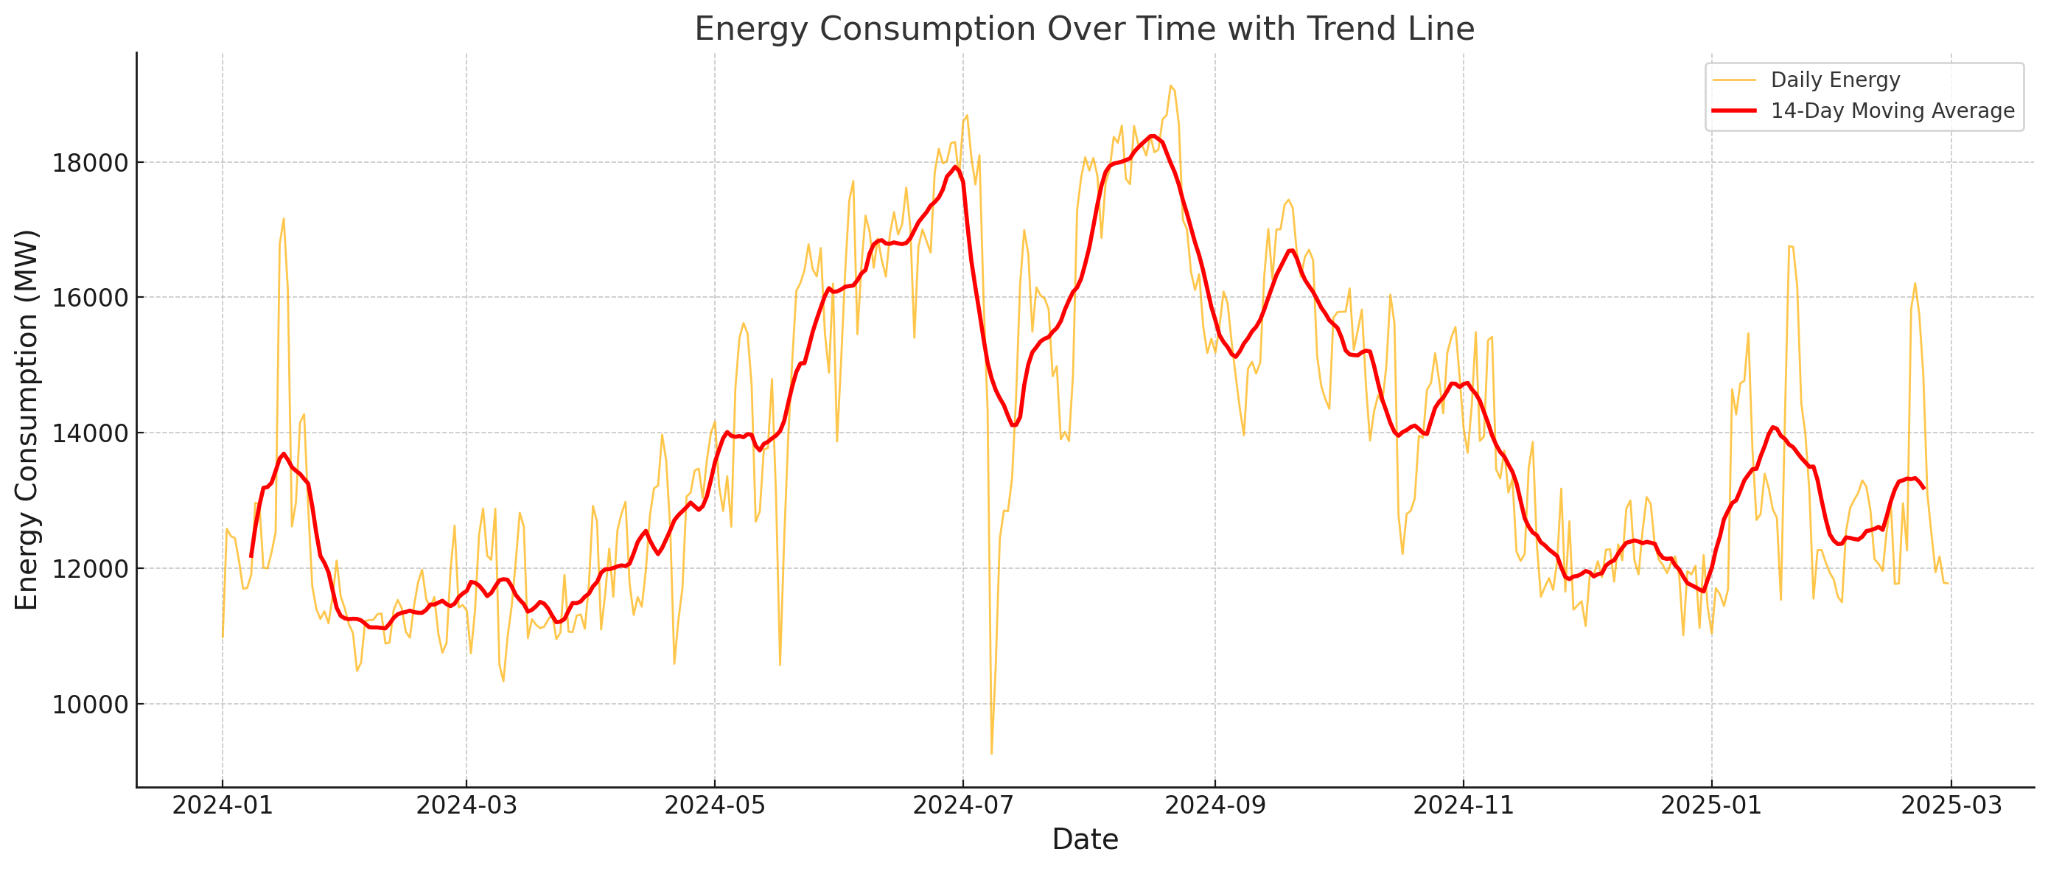 Energy Consumption Over Time with Trend Line
Daily Energy
14-Day Moving Average
Energy Consumption (MW)
18000
16000
14000
12000
10000
2024-01
2024-03
2024-05
2024-07
2024-09
2024-11
2025-01
2025-03
Date